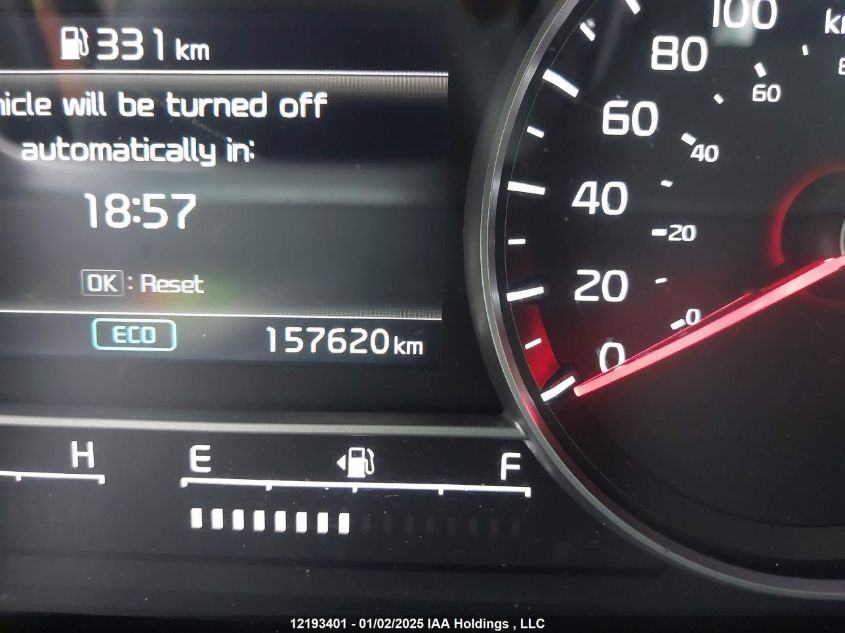 331 km
hicle will be turned off
automatically in:
18:57
OK : Reset
ECO 157620 km
H E F
100
80
60
40
20
0
60
40
20
0
12193401 - 01/02/2025 IAA Holdings , LLC